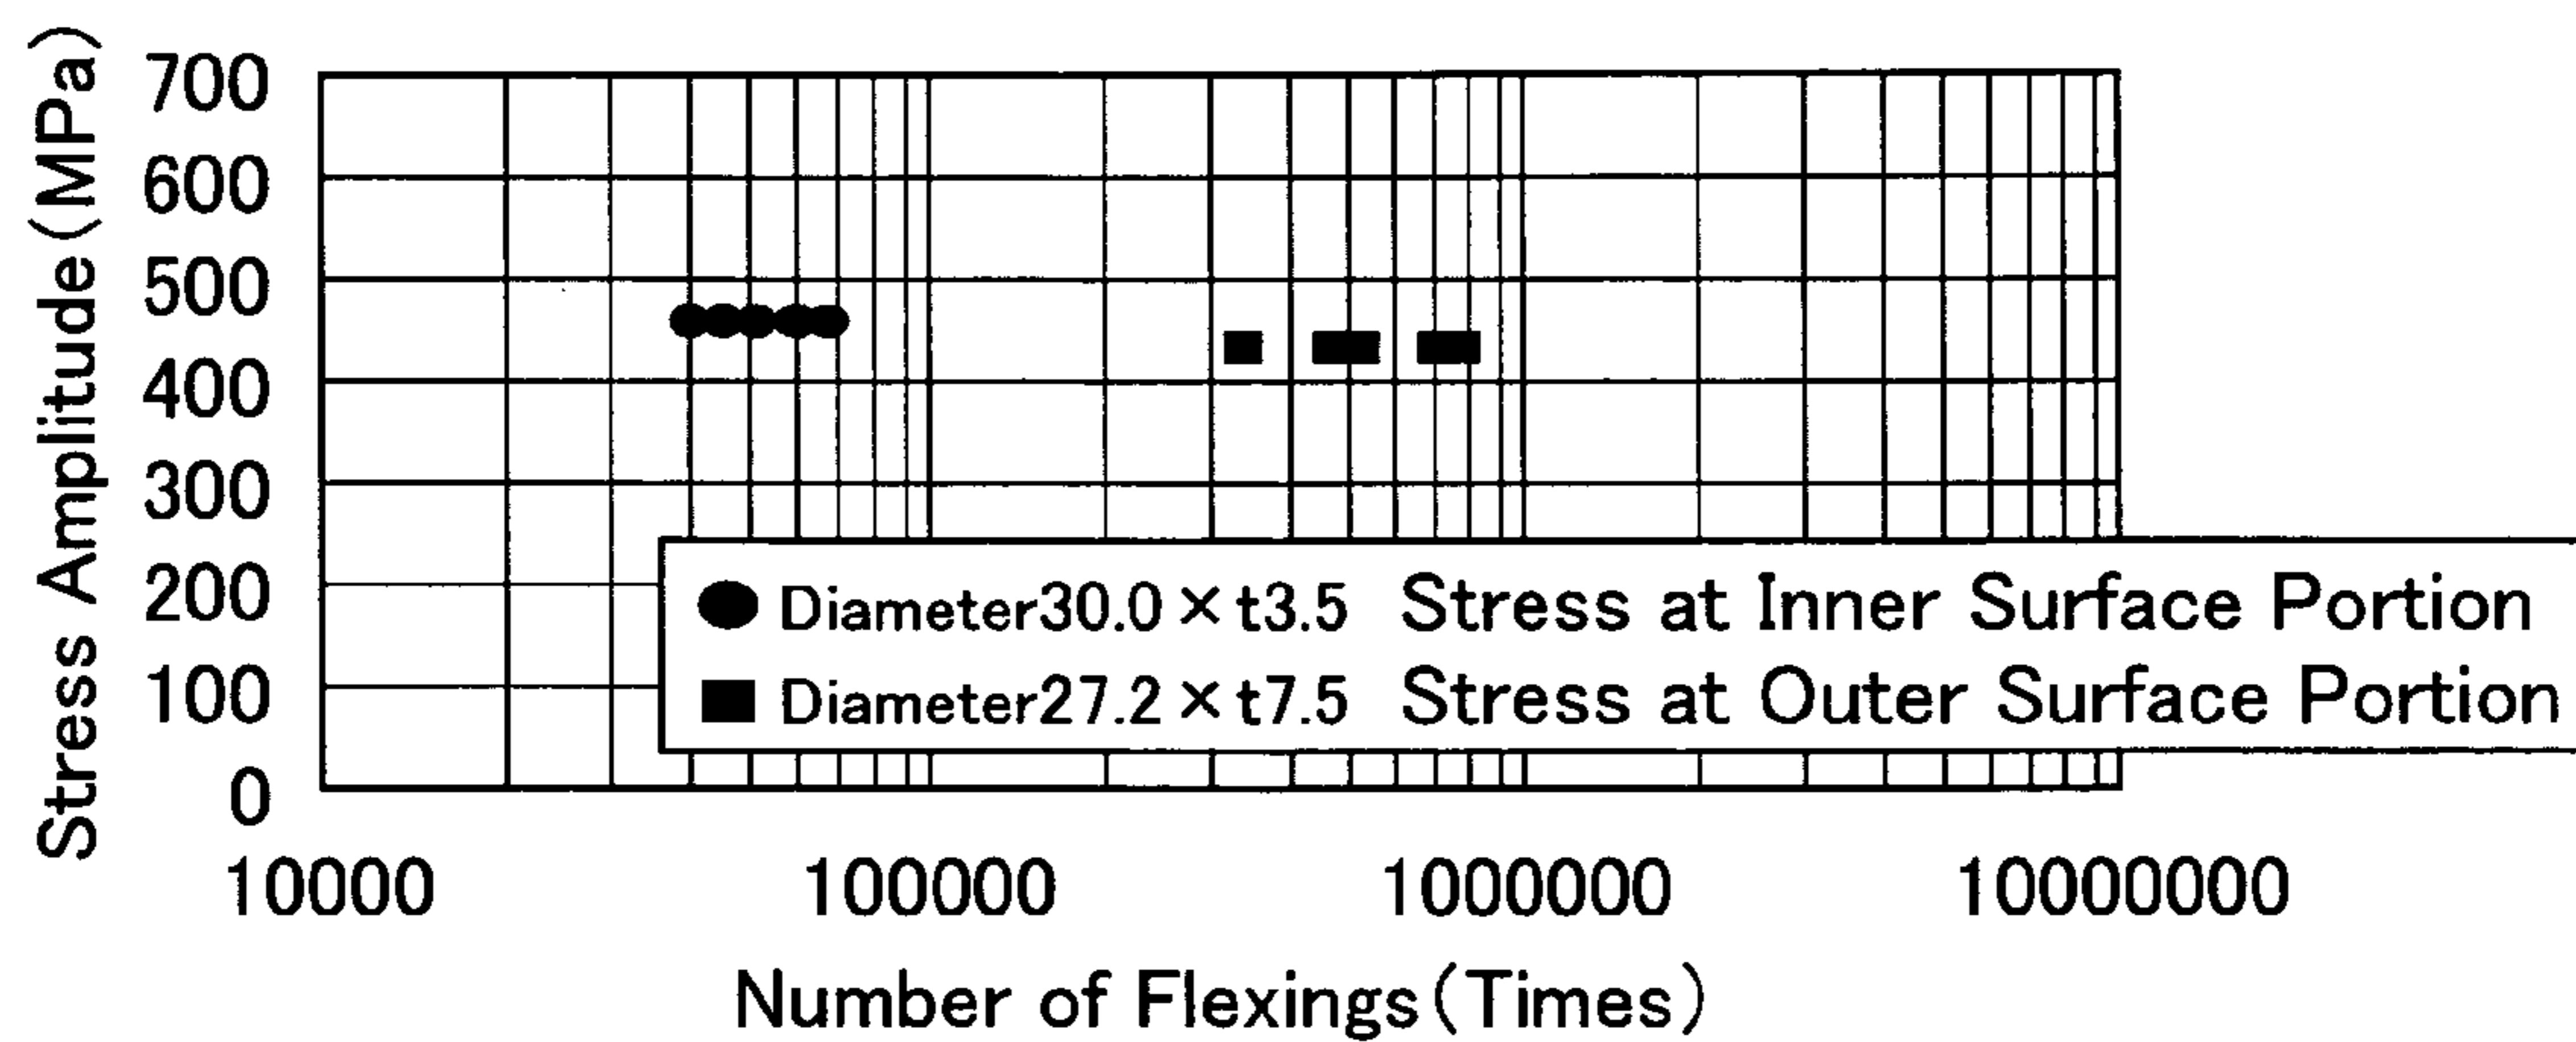 Stress Amplitude(MPa)
700
600
500
400
300
200
100
0
Diameter30.0×t3.5 Stress at Inner Surface Portion
Diameter27.2×t7.5 Stress at Outer Surface Portion
10000 100000 1000000 10000000
Number of Flexings(Times)